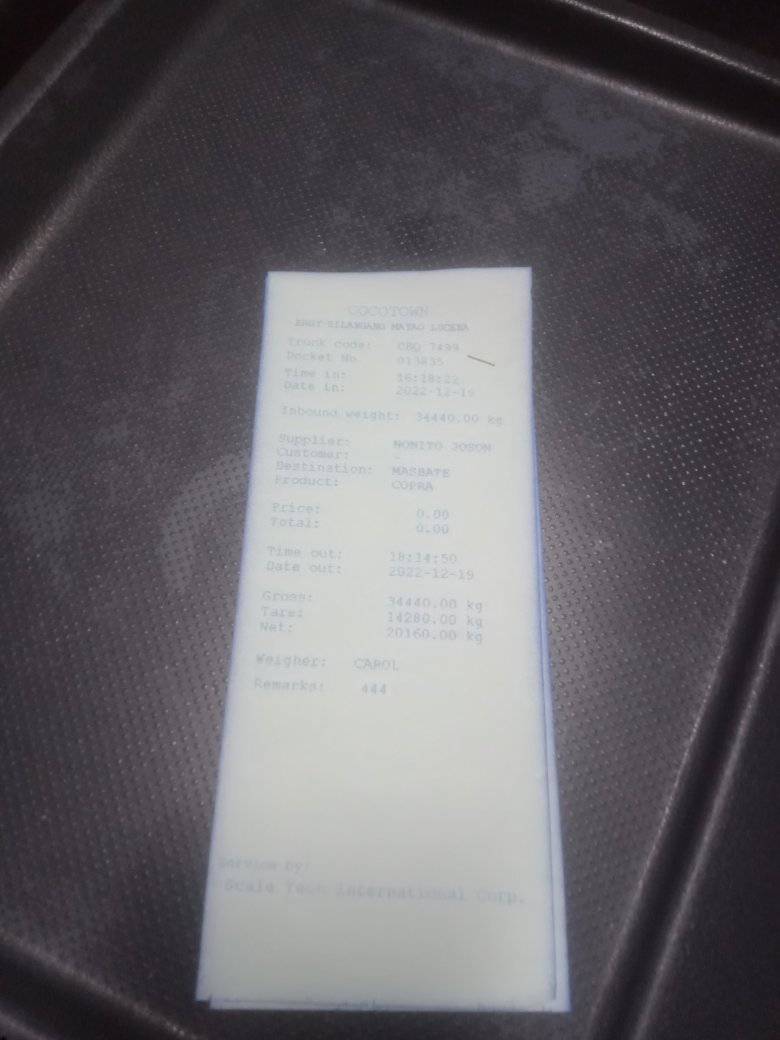 COCOTOWN
MAYAO LUCENA
Truck code: CBQ 7499
Docket No. 013835
Time in: 16:18:22
Date in: 2022-12-19
Inbound weight: 34440.00 kg
Supplier: NONITO JOSON
Customer: -
Destination: MASBATE
Product: COPRA
Price: 0.00
Total: 0.00
Time out: 18:14:50
Date out: 2022-12-19
Gross: 34440.00 kg
Tare: 14280.00 kg
Net: 20160.00 kg
Weigher: CAROL
Remarks: 444
Service by:
Scale Tech International Corp.